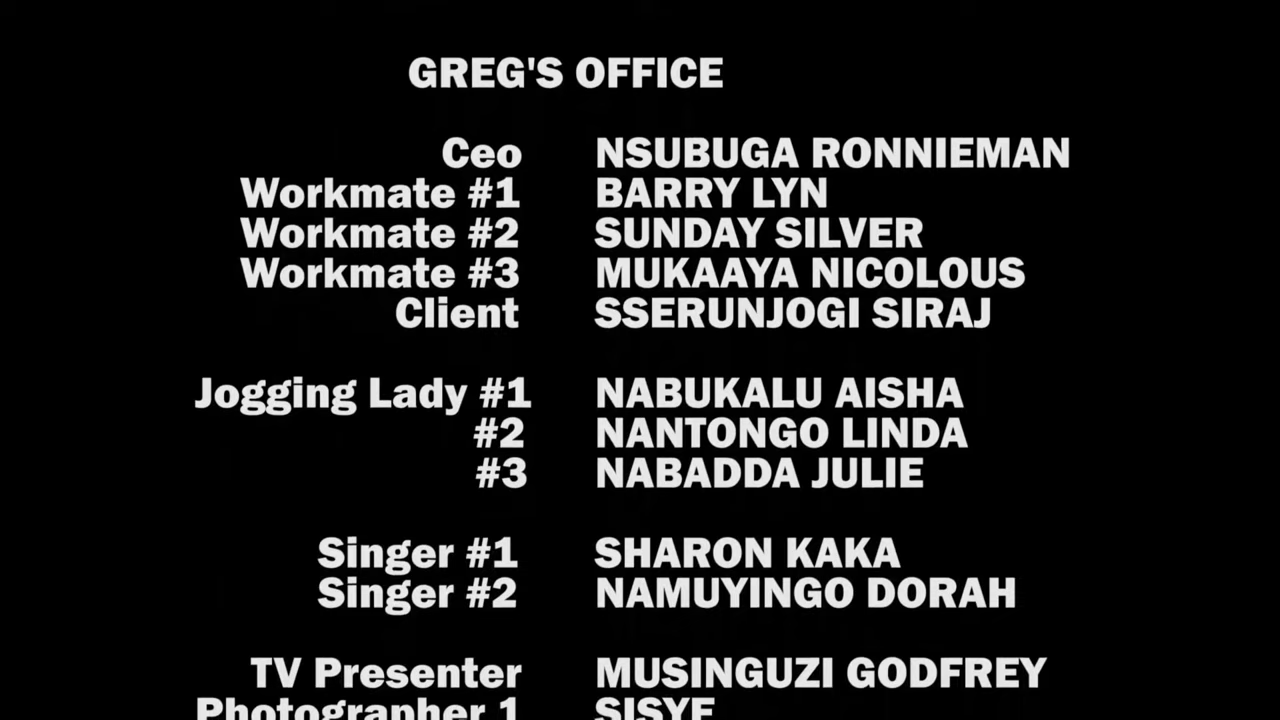 GREG'S OFFICE
Ceo NSUBUGA RONNIEMAN
Workmate #1 BARRY LYN
Workmate #2 SUNDAY SILVER
Workmate #3 MUKAAYA NICOLOUS
Client SSERUNJOGI SIRAJ
Jogging Lady #1 NABUKALU AISHA
#2 NANTONGO LINDA
#3 NABADDA JULIE
Singer #1 SHARON KAKA
Singer #2 NAMUYINGO DORAH
TV Presenter MUSINGUZI GODFREY
Photographer 1